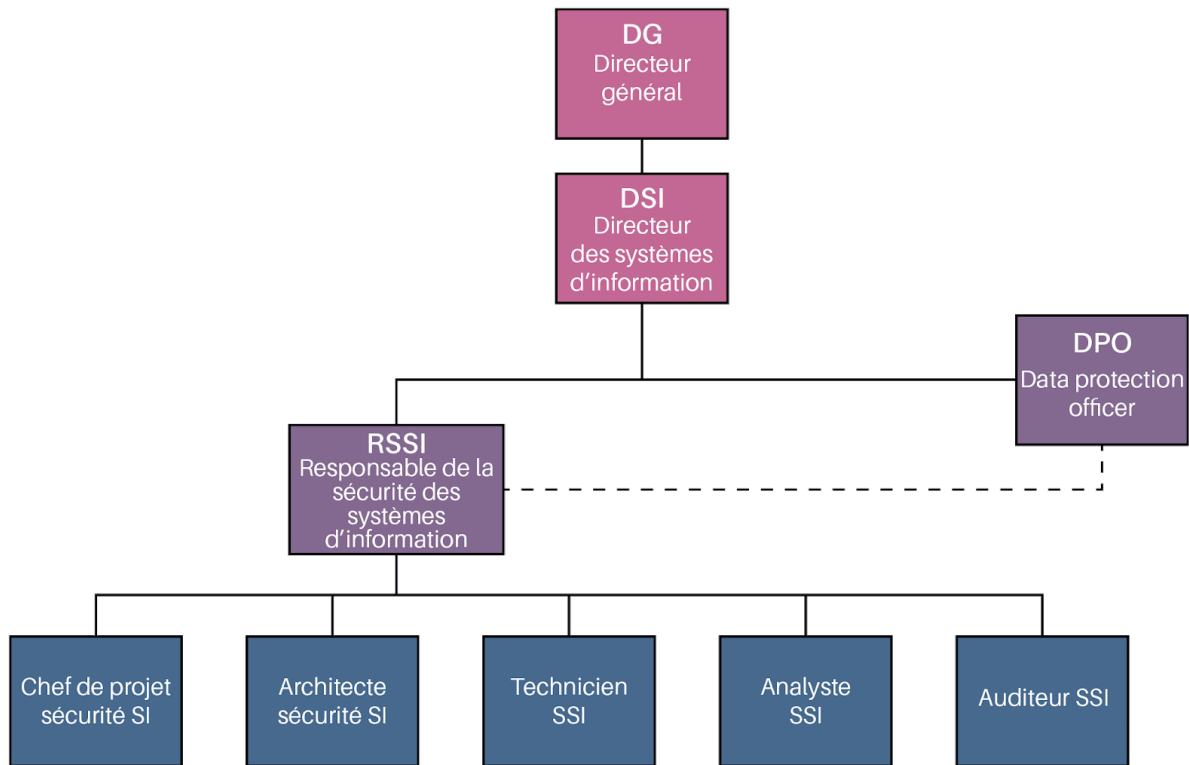 DG
Directeur
général
DSI
Directeur
des systèmes
d'information
DPO
Data protection
officer
RSSI
Responsable de la
sécurité des
systèmes
d'information
Chef de projet
sécurité SI
Architecte
sécurité SI
Technicien
SSI
Analyste
SSI
Auditeur SSI